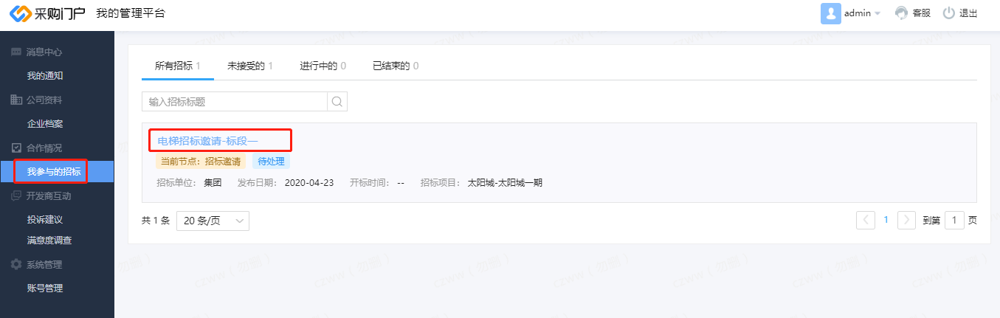 采购门户 我的管理平台 admin 客服 退出
消息中心
我的通知
公司资料
企业档案
合作情况
我参与的招标
开发商互动
投诉建议
满意度调查
系统管理
账号管理
所有招标 1 未接受的 1 进行中的 0 已结束的 0
输入招标标题
电梯招标邀请-标段一
当前节点：招标邀请 待处理
招标单位： 集团 发布日期： 2020-04-23 开标时间： -- 招标项目： 太阳城-太阳城一期
共 1 条 20 条/页 1 到第 1 页